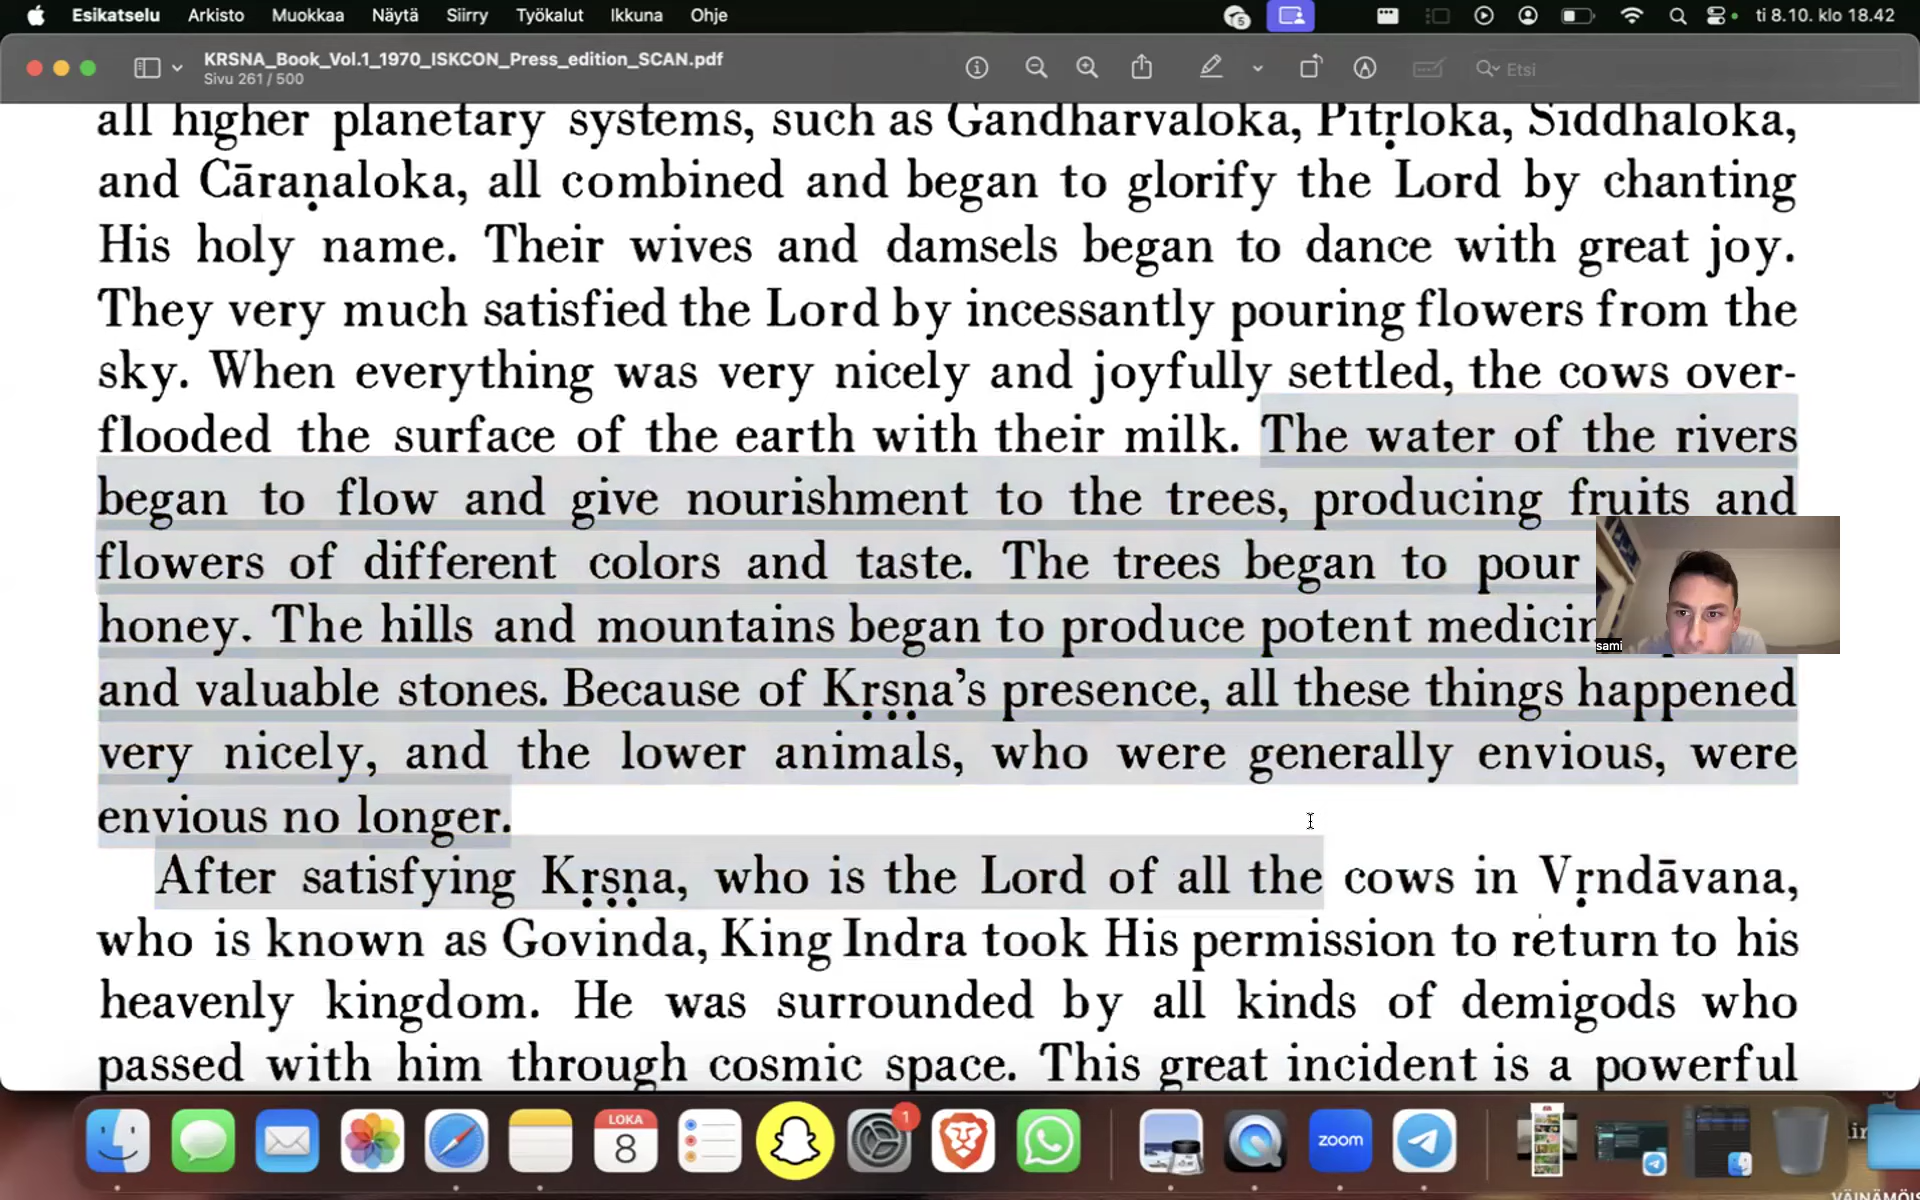 Esikatselu Arkisto Muokkaa Näytä Siirry Työkalut Ikkuna Ohje 5 ti 8.10. klo 18.42
KRSNA_Book_Vol.1_1970_ISKCON_Press_edition_SCAN.pdf
Sivu 261 / 500
Etsi
all higher planetary systems, such as Gandharvaloka, Pitṛloka, Siddhaloka,
and Cāraṇaloka, all combined and began to glorify the Lord by chanting
His holy name. Their wives and damsels began to dance with great joy.
They very much satisfied the Lord by incessantly pouring flowers from the
sky. When everything was very nicely and joyfully settled, the cows over-
flooded the surface of the earth with their milk. The water of the rivers
began to flow and give nourishment to the trees, producing fruits and
flowers of different colors and taste. The trees began to pour
honey. The hills and mountains began to produce potent medicin
and valuable stones. Because of Kṛṣṇa's presence, all these things happened
very nicely, and the lower animals, who were generally envious, were
envious no longer.
After satisfying Kṛṣṇa, who is the Lord of all the cows in Vṛndāvana,
who is known as Govinda, King Indra took His permission to return to his
heavenly kingdom. He was surrounded by all kinds of demigods who
passed with him through cosmic space. This great incident is a powerful
sami
LOKA
8
1
zoom
VÄINÄMÖIS